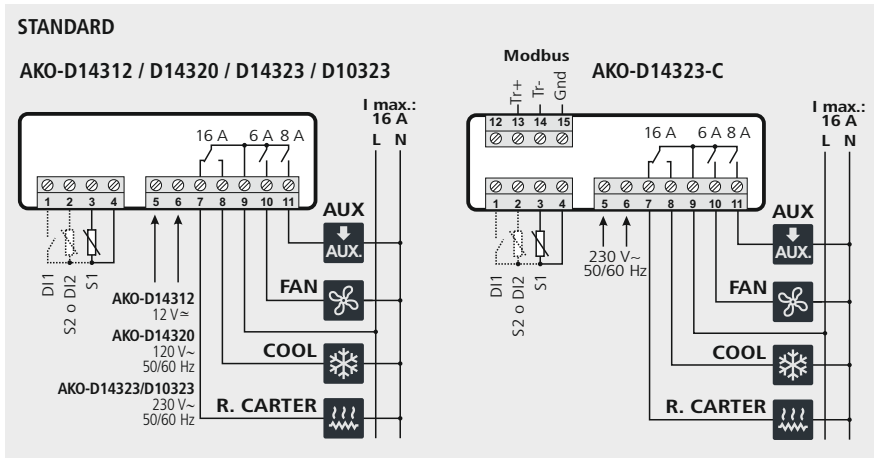 STANDARD
AKO-D14312 / D14320 / D14323 / D10323
I max.:
16 A
L N
16 A 6 A 8 A
1 2 3 4 5 6 7 8 9 10 11
DI1
S2 o DI2
S1
AKO-D14312
12 V≂
AKO-D14320
120 V~
50/60 Hz
AKO-D14323/D10323
230 V~
50/60 Hz
AUX
AUX.
FAN
COOL
R. CARTER
Modbus
AKO-D14323-C
Tr+
Tr-
Gnd
12 13 14 15
I max.:
16 A
L N
16 A 6 A 8 A
1 2 3 4 5 6 7 8 9 10 11
DI1
S2 o DI2
S1
230 V~
50/60 Hz
AUX
AUX.
FAN
COOL
R. CARTER